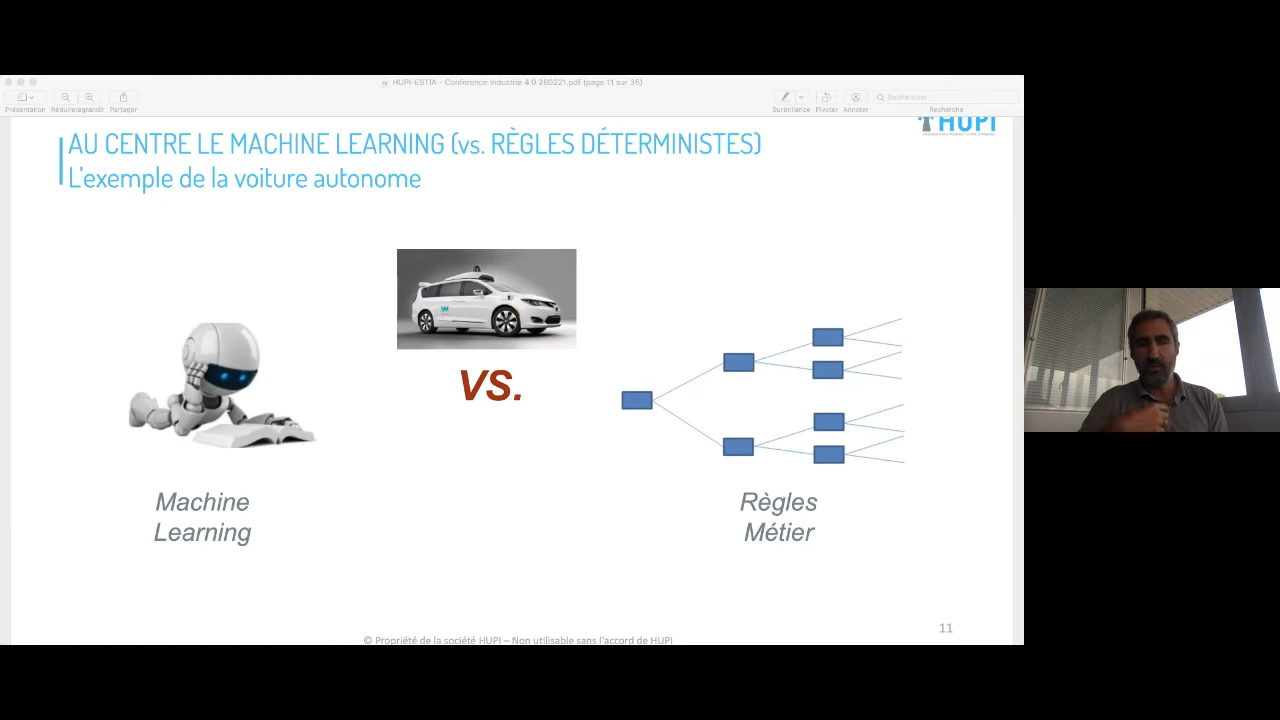 HUPI-ESTIA - Conference Industrie 4.0 260221.pdf (page 11 sur 35)
Présentation Réduire/agrandir Partager Surbrillance Pivoter Annoter Rechercher
Recherche
HUPI
AU CENTRE LE MACHINE LEARNING (vs. RÈGLES DÉTERMINISTES)
L'exemple de la voiture autonome
VS.
Machine
Learning
Règles
Métier
11
© Propriété de la société HUPI – Non utilisable sans l'accord de HUPI